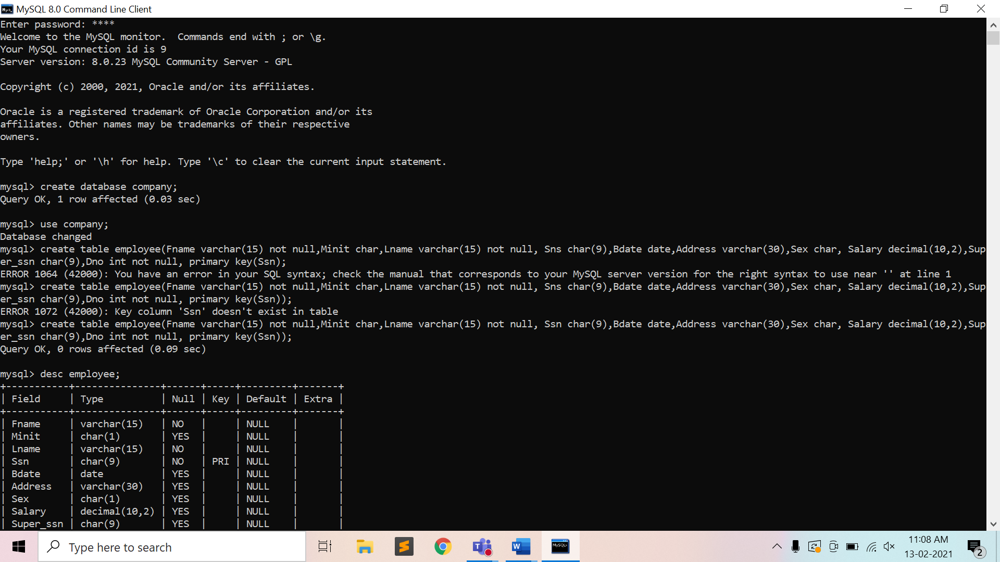 MySQL 8.0 Command Line Client
Enter password: ****
Welcome to the MySQL monitor.  Commands end with ; or \g.
Your MySQL connection id is 9
Server version: 8.0.23 MySQL Community Server - GPL
Copyright (c) 2000, 2021, Oracle and/or its affiliates.
Oracle is a registered trademark of Oracle Corporation and/or its
affiliates. Other names may be trademarks of their respective
owners.
Type 'help;' or '\h' for help. Type '\c' to clear the current input statement.
mysql> create database company;
Query OK, 1 row affected (0.03 sec)
mysql> use company;
Database changed
mysql> create table employee(Fname varchar(15) not null,Minit char,Lname varchar(15) not null, Sns char(9),Bdate date,Address varchar(30),Sex char, Salary decimal(10,2),Sup
er_ssn char(9),Dno int not null, primary key(Ssn);
ERROR 1064 (42000): You have an error in your SQL syntax; check the manual that corresponds to your MySQL server version for the right syntax to use near '' at line 1
mysql> create table employee(Fname varchar(15) not null,Minit char,Lname varchar(15) not null, Sns char(9),Bdate date,Address varchar(30),Sex char, Salary decimal(10,2),Sup
er_ssn char(9),Dno int not null, primary key(Ssn));
ERROR 1072 (42000): Key column 'Ssn' doesn't exist in table
mysql> create table employee(Fname varchar(15) not null,Minit char,Lname varchar(15) not null, Ssn char(9),Bdate date,Address varchar(30),Sex char, Salary decimal(10,2),Sup
er_ssn char(9),Dno int not null, primary key(Ssn));
Query OK, 0 rows affected (0.09 sec)
mysql> desc employee;
+-----------+---------------+------+-----+---------+-------+
| Field     | Type          | Null | Key | Default | Extra |
+-----------+---------------+------+-----+---------+-------+
| Fname     | varchar(15)   | NO   |     | NULL    |       |
| Minit     | char(1)       | YES  |     | NULL    |       |
| Lname     | varchar(15)   | NO   |     | NULL    |       |
| Ssn       | char(9)       | NO   | PRI | NULL    |       |
| Bdate     | date          | YES  |     | NULL    |       |
| Address   | varchar(30)   | YES  |     | NULL    |       |
| Sex       | char(1)       | YES  |     | NULL    |       |
| Salary    | decimal(10,2) | YES  |     | NULL    |       |
| Super_ssn | char(9)       | YES  |     | NULL    |       |
Type here to search
11:08 AM
13-02-2021
2